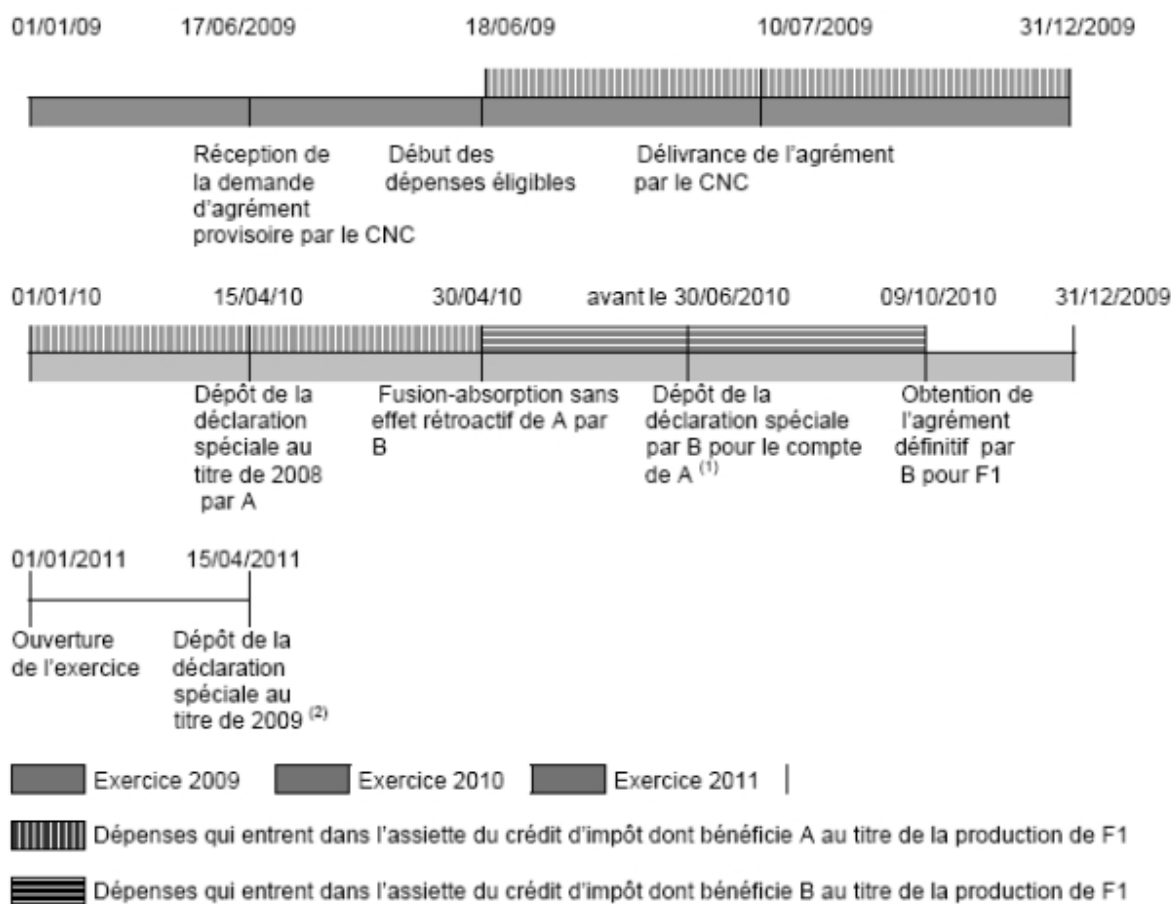 01/01/09 17/06/2009 18/06/09 10/07/2009 31/12/2009
Réception de
la demande
d'agrément
provisoire par le CNC
Début des
dépenses éligibles
Délivrance de l'agrément
par le CNC
01/01/10 15/04/10 30/04/10 avant le 30/06/2010 09/10/2010 31/12/2009
Dépôt de la
déclaration
spéciale au
titre de 2008
par A
Fusion-absorption sans
effet rétroactif de A par
B
Dépôt de la
déclaration spéciale
par B pour le compte
de A (1)
Obtention de
l'agrément
définitif par
B pour F1
01/01/2011 15/04/2011
Ouverture
de l'exercice
Dépôt de la
déclaration
spéciale au
titre de 2009 (2)
Exercice 2009 Exercice 2010 Exercice 2011
Dépenses qui entrent dans l'assiette du crédit d'impôt dont bénéficie A au titre de la production de F1
Dépenses qui entrent dans l'assiette du crédit d'impôt dont bénéficie B au titre de la production de F1